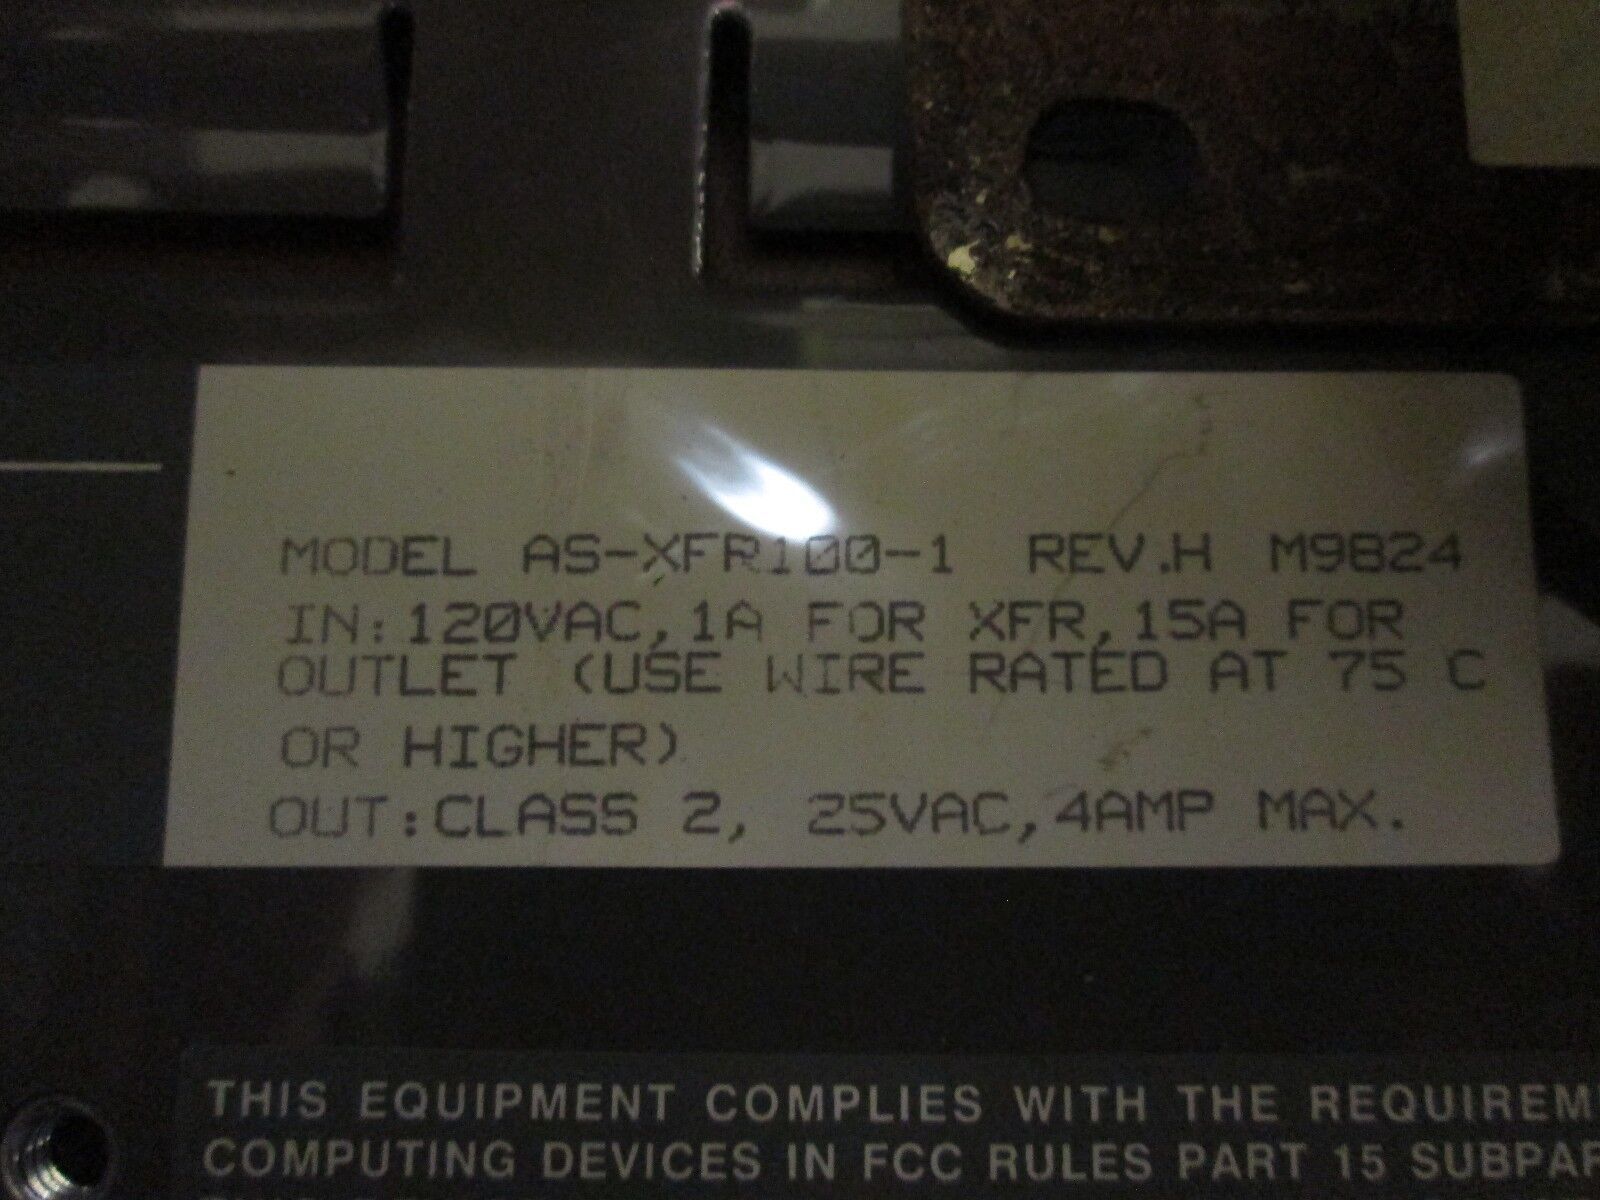 MODEL AS-XFR100-1 REV.H M9824
IN:120VAC,1A FOR XFR,15A FOR
OUTLET (USE WIRE RATED AT 75 C
OR HIGHER)
OUT:CLASS 2, 25VAC,4AMP MAX.
THIS EQUIPMENT COMPLIES WITH THE REQUIREM
COMPUTING DEVICES IN FCC RULES PART 15 SUBPAR